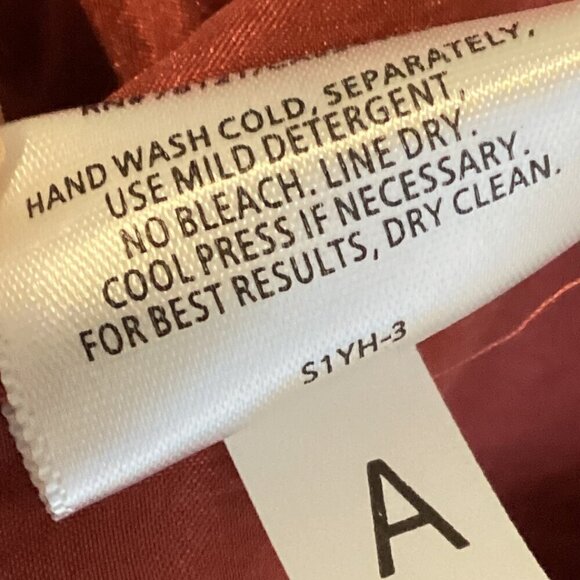 HAND WASH COLD, SEPARATELY,
USE MILD DETERGENT,
NO BLEACH. LINE DRY.
COOL PRESS IF NECESSARY.
FOR BEST RESULTS, DRY CLEAN.
S1YH-3
A